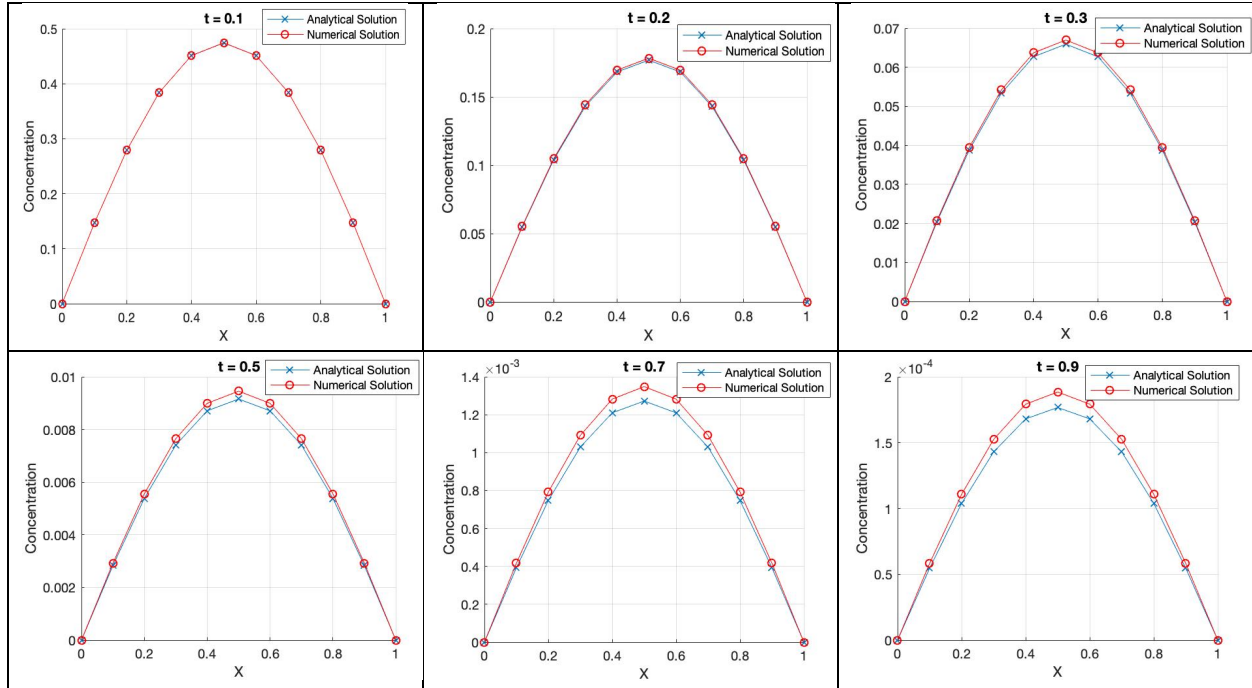 t = 0.1
Analytical Solution
Numerical Solution
Concentration
0.5
0.4
0.3
0.2
0.1
0
0 0.2 0.4 0.6 0.8 1
X
t = 0.2
Analytical Solution
Numerical Solution
Concentration
0.2
0.15
0.1
0.05
0
0 0.2 0.4 0.6 0.8 1
X
t = 0.3
Analytical Solution
Numerical Solution
Concentration
0.07
0.06
0.05
0.04
0.03
0.02
0.01
0
0 0.2 0.4 0.6 0.8 1
X
t = 0.5
Analytical Solution
Numerical Solution
Concentration
0.01
0.008
0.006
0.004
0.002
0
0 0.2 0.4 0.6 0.8 1
X
×10⁻³
t = 0.7
Analytical Solution
Numerical Solution
Concentration
1.4
1.2
1
0.8
0.6
0.4
0.2
0
0 0.2 0.4 0.6 0.8 1
X
×10⁻⁴
t = 0.9
Analytical Solution
Numerical Solution
Concentration
2
1.5
1
0.5
0
0 0.2 0.4 0.6 0.8 1
X